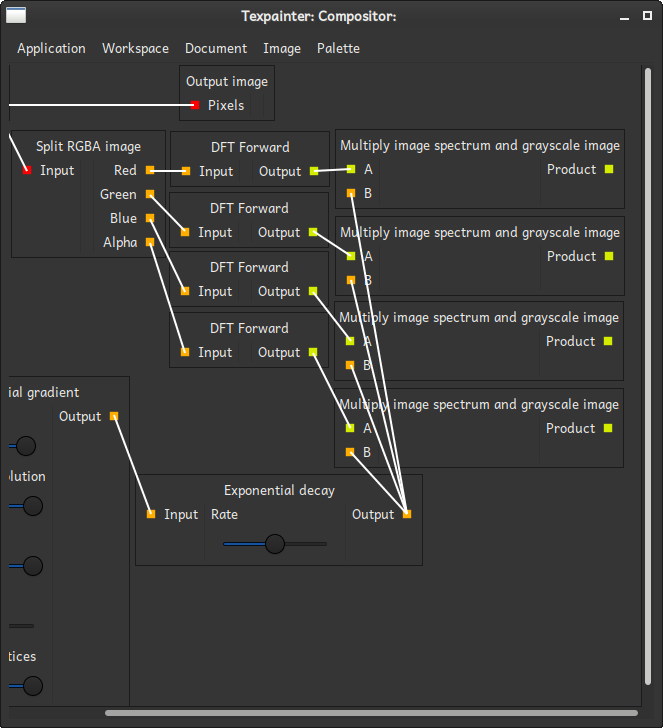 Texpainter: Compositor:
Application Workspace Document Image Palette
Output image
Pixels
Split RGBA image
Input Red
Green
Blue
Alpha
DFT Forward
Input Output
DFT Forward
Input Output
DFT Forward
Input Output
DFT Forward
Input Output
Multiply image spectrum and grayscale image
A Product
B
Multiply image spectrum and grayscale image
A Product
B
Multiply image spectrum and grayscale image
A Product
B
Multiply image spectrum and grayscale image
A Product
B
ial gradient
Output
lution
tices
Exponential decay
Input Rate Output